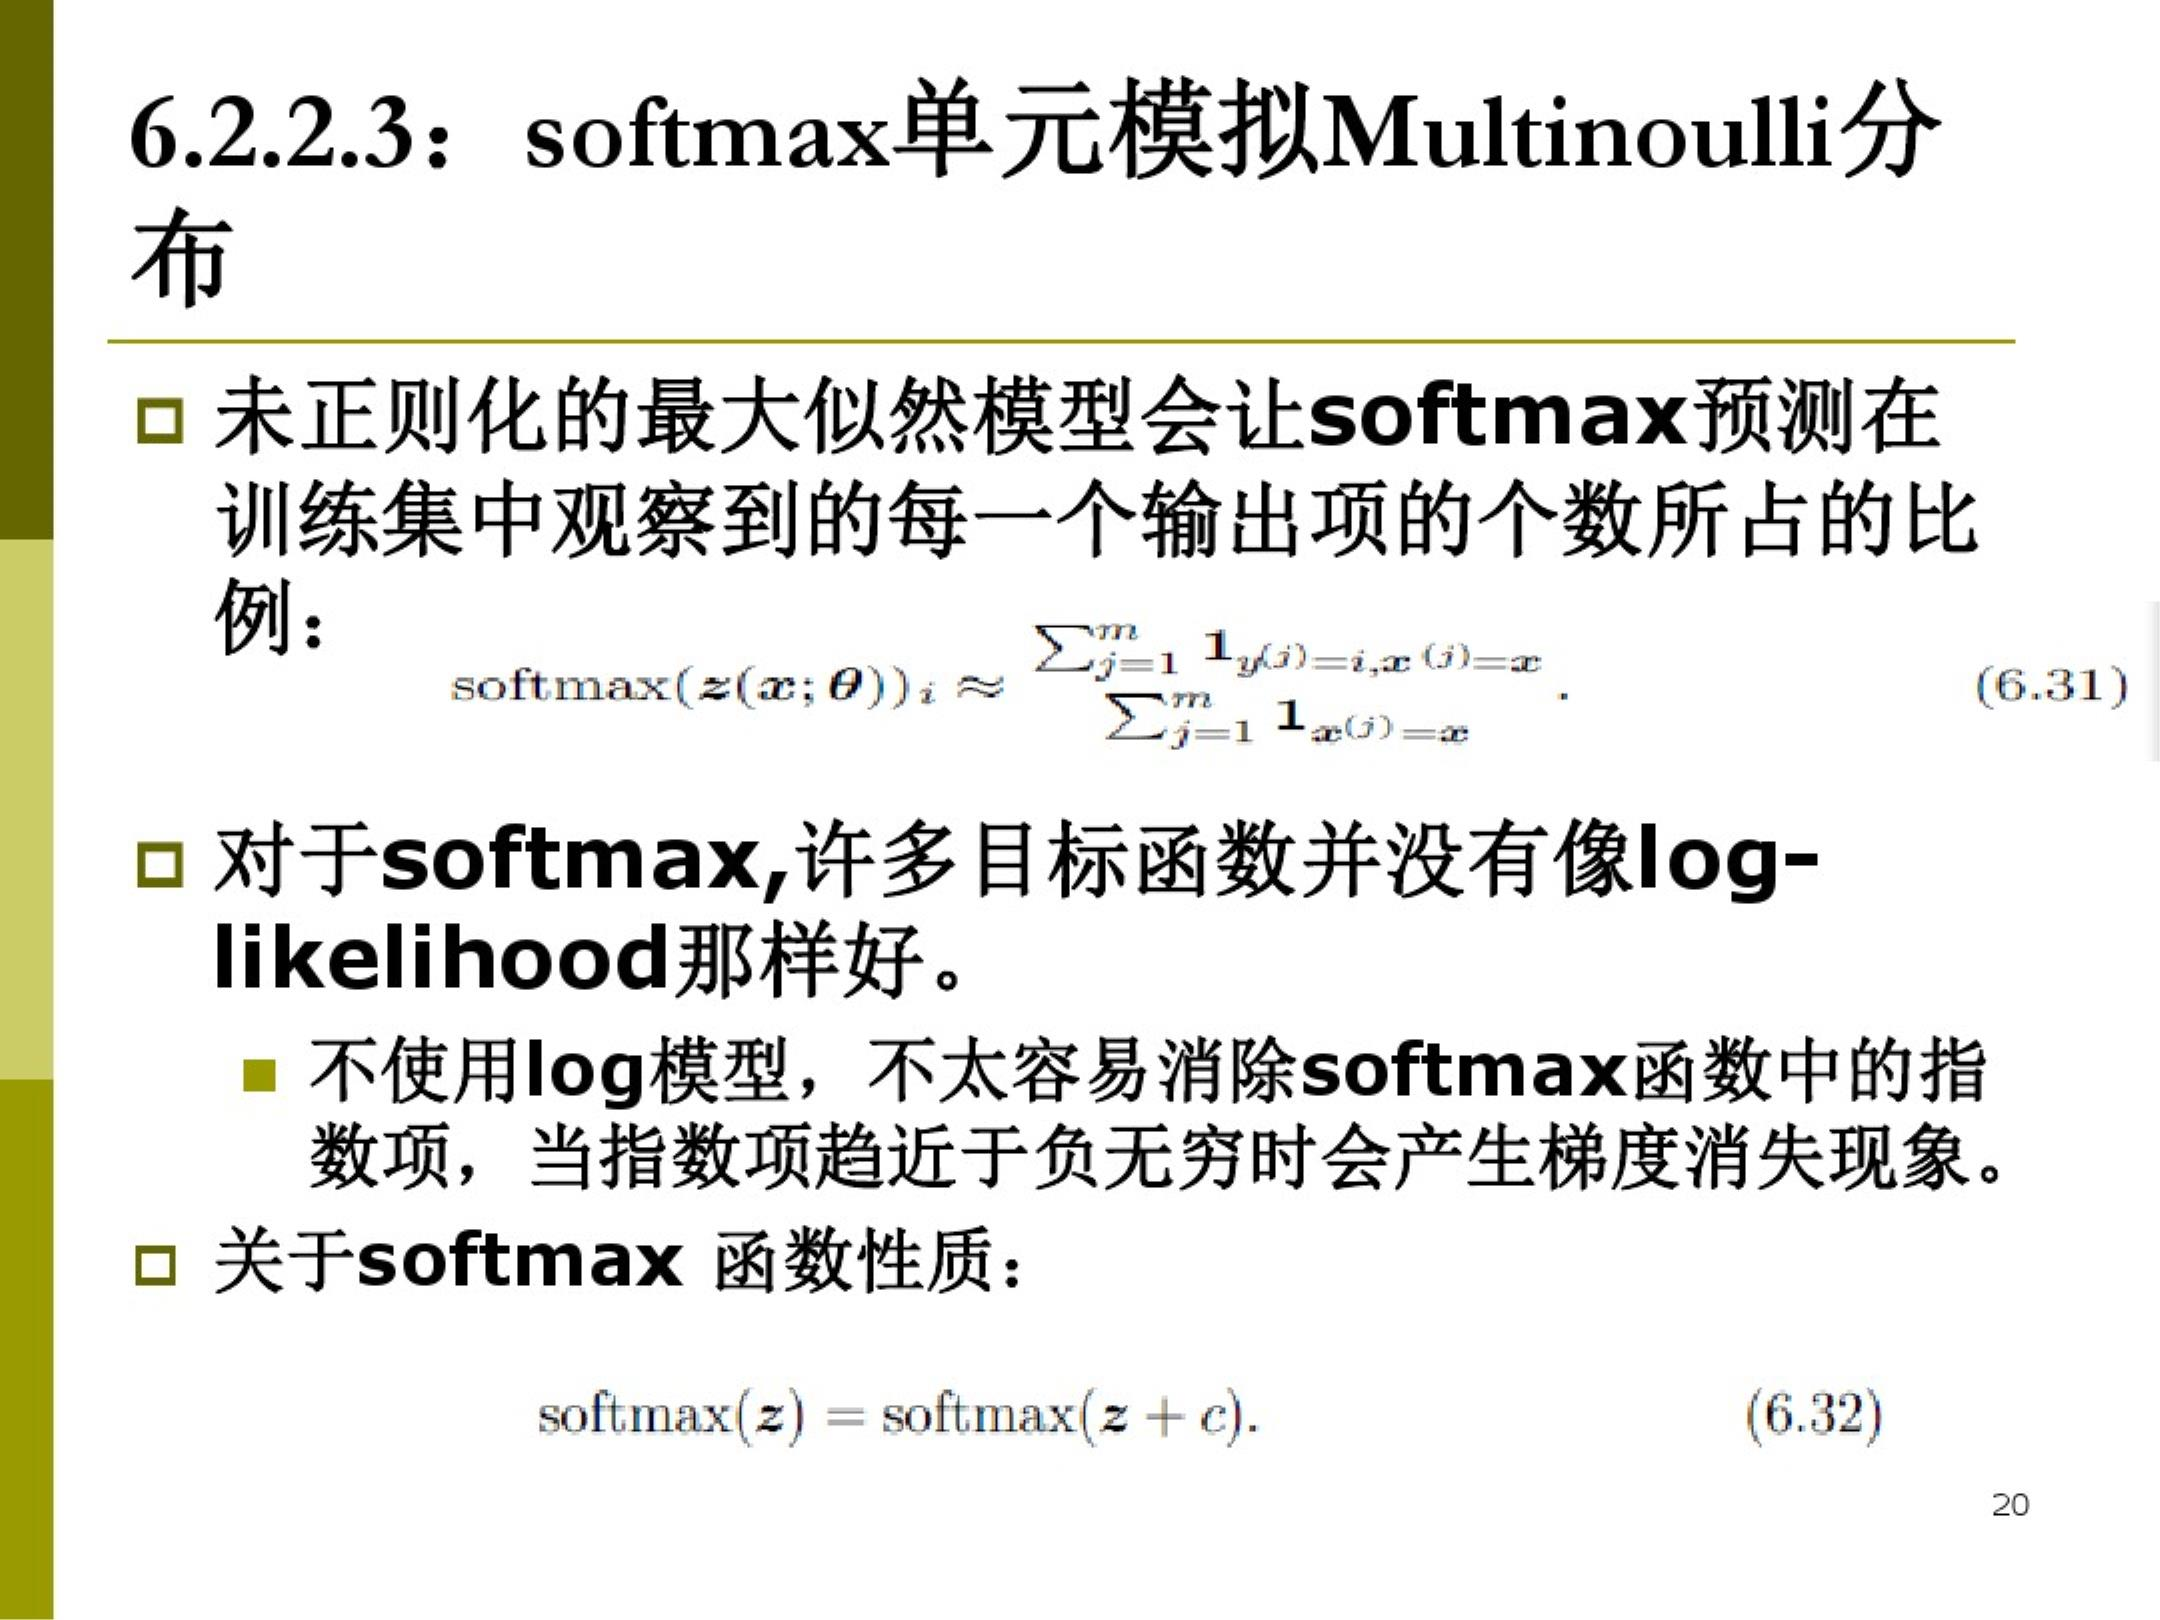 6.2.2.3： softmax单元模拟Multinoulli分
布
未正则化的最大似然模型会让softmax预测在
训练集中观察到的每一个输出项的个数所占的比
例：
softmax(z(x; θ))_i ≈ \frac{\sum_{j=1}^{m} 1_{y^{(j)}=i,x^{(j)}=x}}{\sum_{j=1}^{m} 1_{x^{(j)}=x}}. (6.31)
对于softmax,许多目标函数并没有像log-
likelihood那样好。
不使用log模型，不太容易消除softmax函数中的指
数项，当指数项趋近于负无穷时会产生梯度消失现象。
关于softmax 函数性质：
softmax(z) = softmax(z + c). (6.32)
20